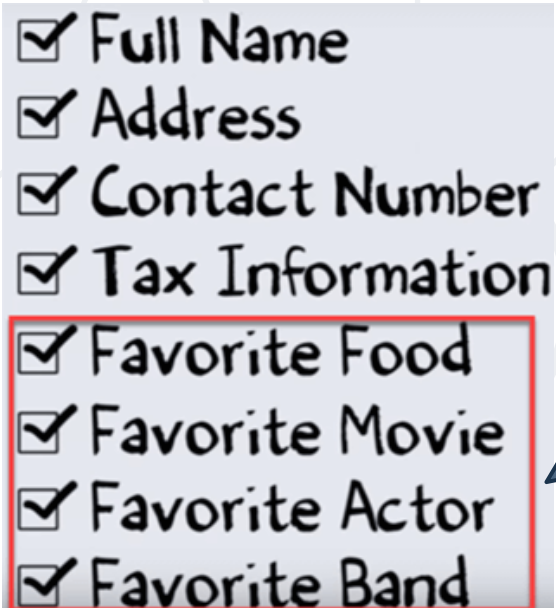 Full Name
Address
Contact Number
Tax Information
Favorite Food
Favorite Movie
Favorite Actor
Favorite Band